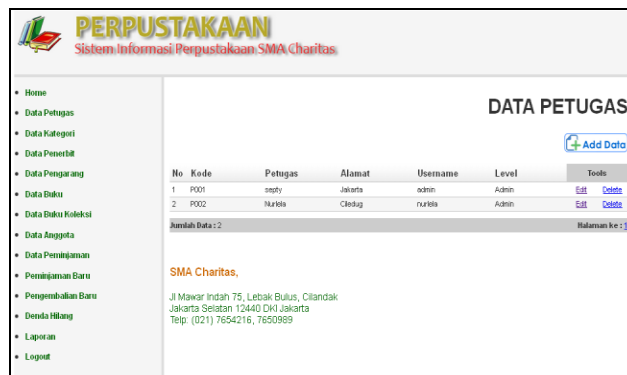 PERPUSTAKAAN
Sistem Informasi Perpustakaan SMA Charitas
Home
Data Petugas
Data Kategori
Data Penerbit
Data Pengarang
Data Buku
Data Buku Koleksi
Data Anggota
Data Peminjaman
Peminjaman Baru
Pengembalian Baru
Denda Hilang
Laporan
Logout
DATA PETUGAS
Add Data
No Kode Petugas Alamat Username Level Tools
1 P001 septy Jakarta admin Admin Edit Delete
2 P002 Nurlela Ciledug nurlela Admin Edit Delete
Jumlah Data : 2 Halaman ke : 1
SMA Charitas,
Jl Mawar Indah 75, Lebak Bulus, Cilandak
Jakarta Selatan 12440 DKI Jakarta
Telp: (021) 7654216, 7650989